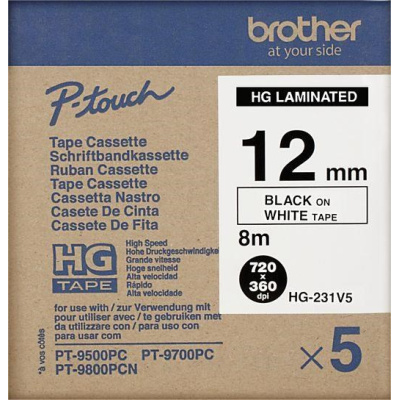 brother
at your side
P-touch
HG LAMINATED
12 mm
BLACK ON
WHITE TAPE
8m
720
×
360
dpi
HG-231V5
×5
Tape Cassette
Schriftbandkassette
Ruban Cassette
Tape Cassette
Cassetta Nastro
Casete De Cinta
Cassete De Fita
HG
TAPE
High Speed
Hohe Druckgeschwindigkeit
Grande vitesse
Hoge snelheid
Alta velocidade
Rápido
Alta velocidade
for use with / zur Verwendung mit
pour utiliser avec / te gebruiken met
da utilizzare con / para uso con
para usar com
*à vos côtés
PT-9500PC PT-9700PC
PT-9800PCN